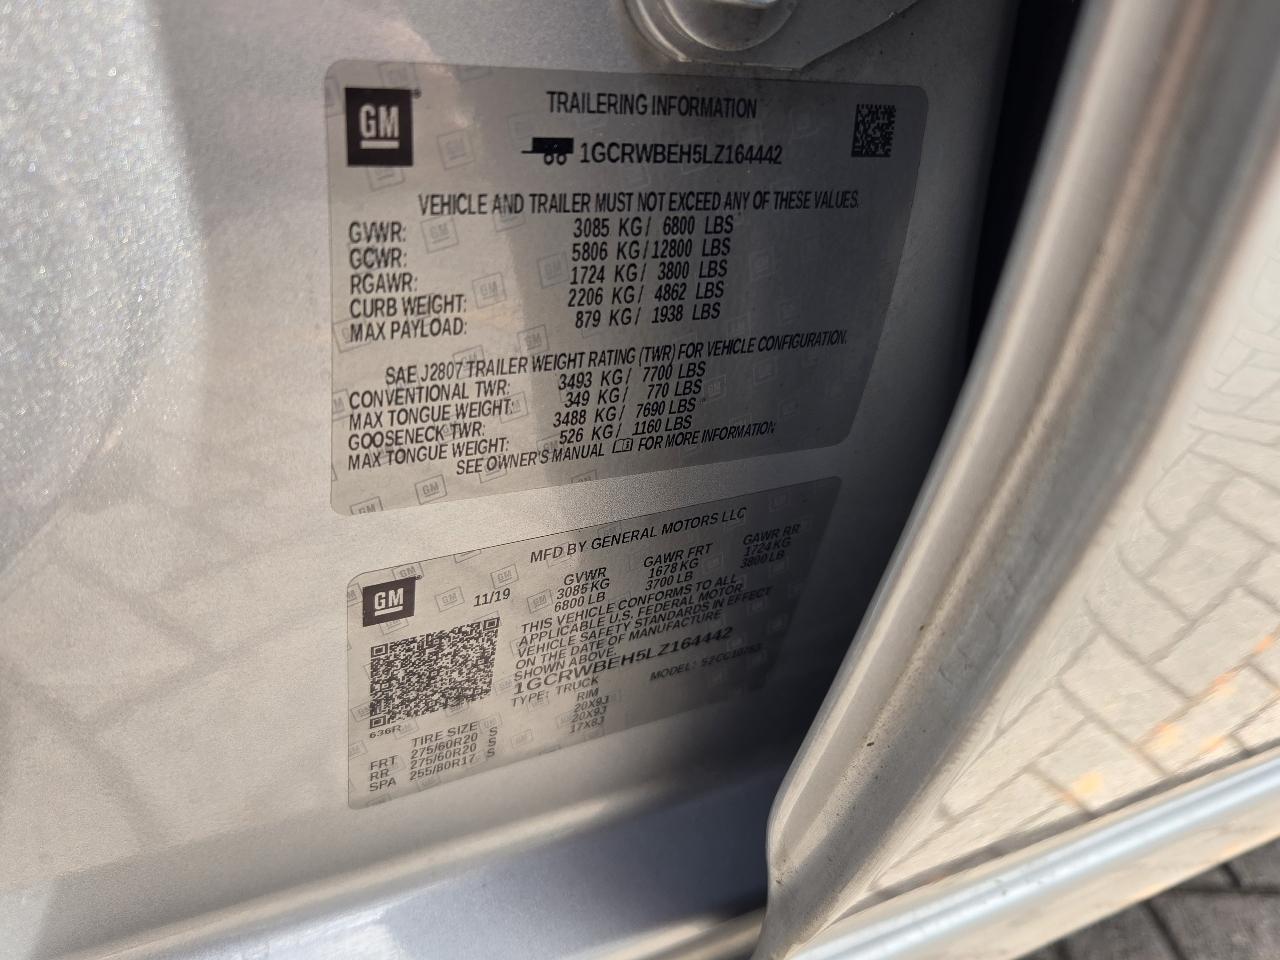 GM
TRAILERING INFORMATION
1GCRWBEH5LZ164442
VEHICLE AND TRAILER MUST NOT EXCEED ANY OF THESE VALUES.
GVWR: 3085 KG/ 6800 LBS
GCWR: 5806 KG/12800 LBS
RGAWR: 1724 KG/ 3800 LBS
CURB WEIGHT: 2206 KG/ 4862 LBS
MAX PAYLOAD: 879 KG/ 1938 LBS
SAE J2807 TRAILER WEIGHT RATING (TWR) FOR VEHICLE CONFIGURATION.
CONVENTIONAL TWR: 3493 KG/ 7700 LBS
MAX TONGUE WEIGHT: 349 KG/ 770 LBS
GOOSENECK TWR: 3488 KG/ 7690 LBS
MAX TONGUE WEIGHT: 526 KG/ 1160 LBS
SEE OWNER'S MANUAL FOR MORE INFORMATION
MFD BY GENERAL MOTORS LLC
GM
11/19
GVWR GAWR FRT GAWR RR
3085 KG 1678 KG 1724 KG
6800 LB 3700 LB 3800 LB
THIS VEHICLE CONFORMS TO ALL
APPLICABLE U.S. FEDERAL MOTOR
VEHICLE SAFETY STANDARDS IN EFFECT
ON THE DATE OF MANUFACTURE
SHOWN ABOVE.
1GCRWBEH5LZ164442
TYPE: TRUCK MODEL:
636R
TIRE SIZE RIM
FRT 275/60R20 S 20X9J
RR 275/60R20 S 20X9J
SPA 255/80R17 S 17X8J